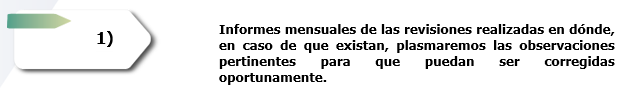 1)
Informes mensuales de las revisiones realizadas en dónde,
en caso de que existan, plasmaremos las observaciones
pertinentes para que puedan ser corregidas
oportunamente.